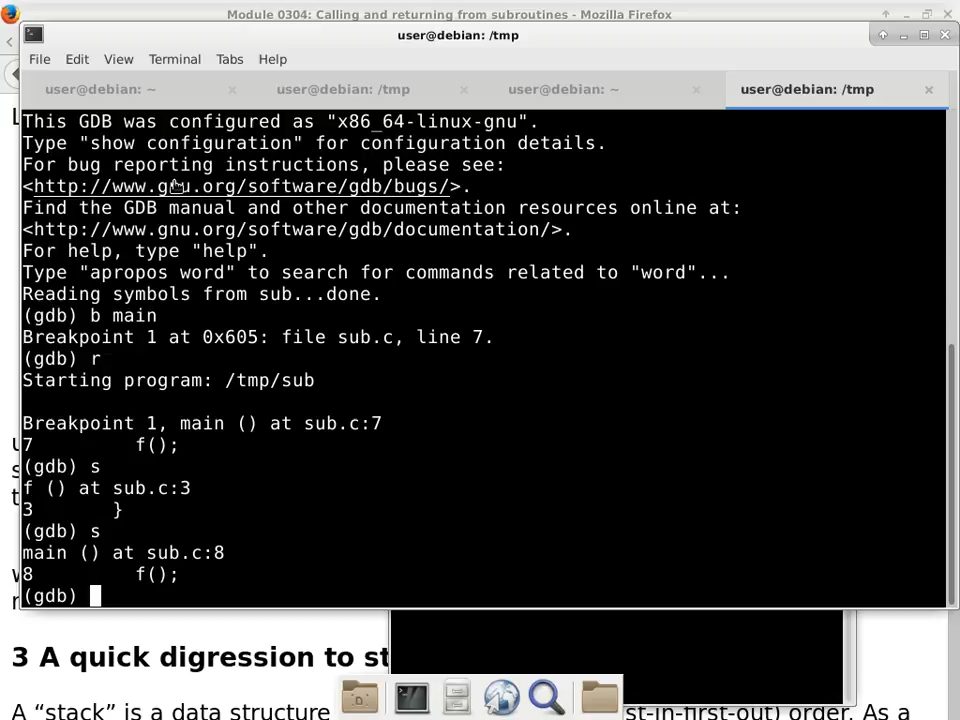 Module 0304: Calling and returning from subroutines - Mozilla Firefox
user@debian: /tmp
File Edit View Terminal Tabs Help
user@debian: ~ user@debian: /tmp user@debian: ~ user@debian: /tmp
This GDB was configured as "x86_64-linux-gnu".
Type "show configuration" for configuration details.
For bug reporting instructions, please see:
<http://www.gnu.org/software/gdb/bugs/>.
Find the GDB manual and other documentation resources online at:
<http://www.gnu.org/software/gdb/documentation/>.
For help, type "help".
Type "apropos word" to search for commands related to "word"...
Reading symbols from sub...done.
(gdb) b main
Breakpoint 1 at 0x605: file sub.c, line 7.
(gdb) r
Starting program: /tmp/sub
Breakpoint 1, main () at sub.c:7
7 f();
(gdb) s
f () at sub.c:3
3 }
(gdb) s
main () at sub.c:8
8 f();
(gdb)
3 A quick digression to st
A “stack” is a data structure st-in-first-out) order. As a